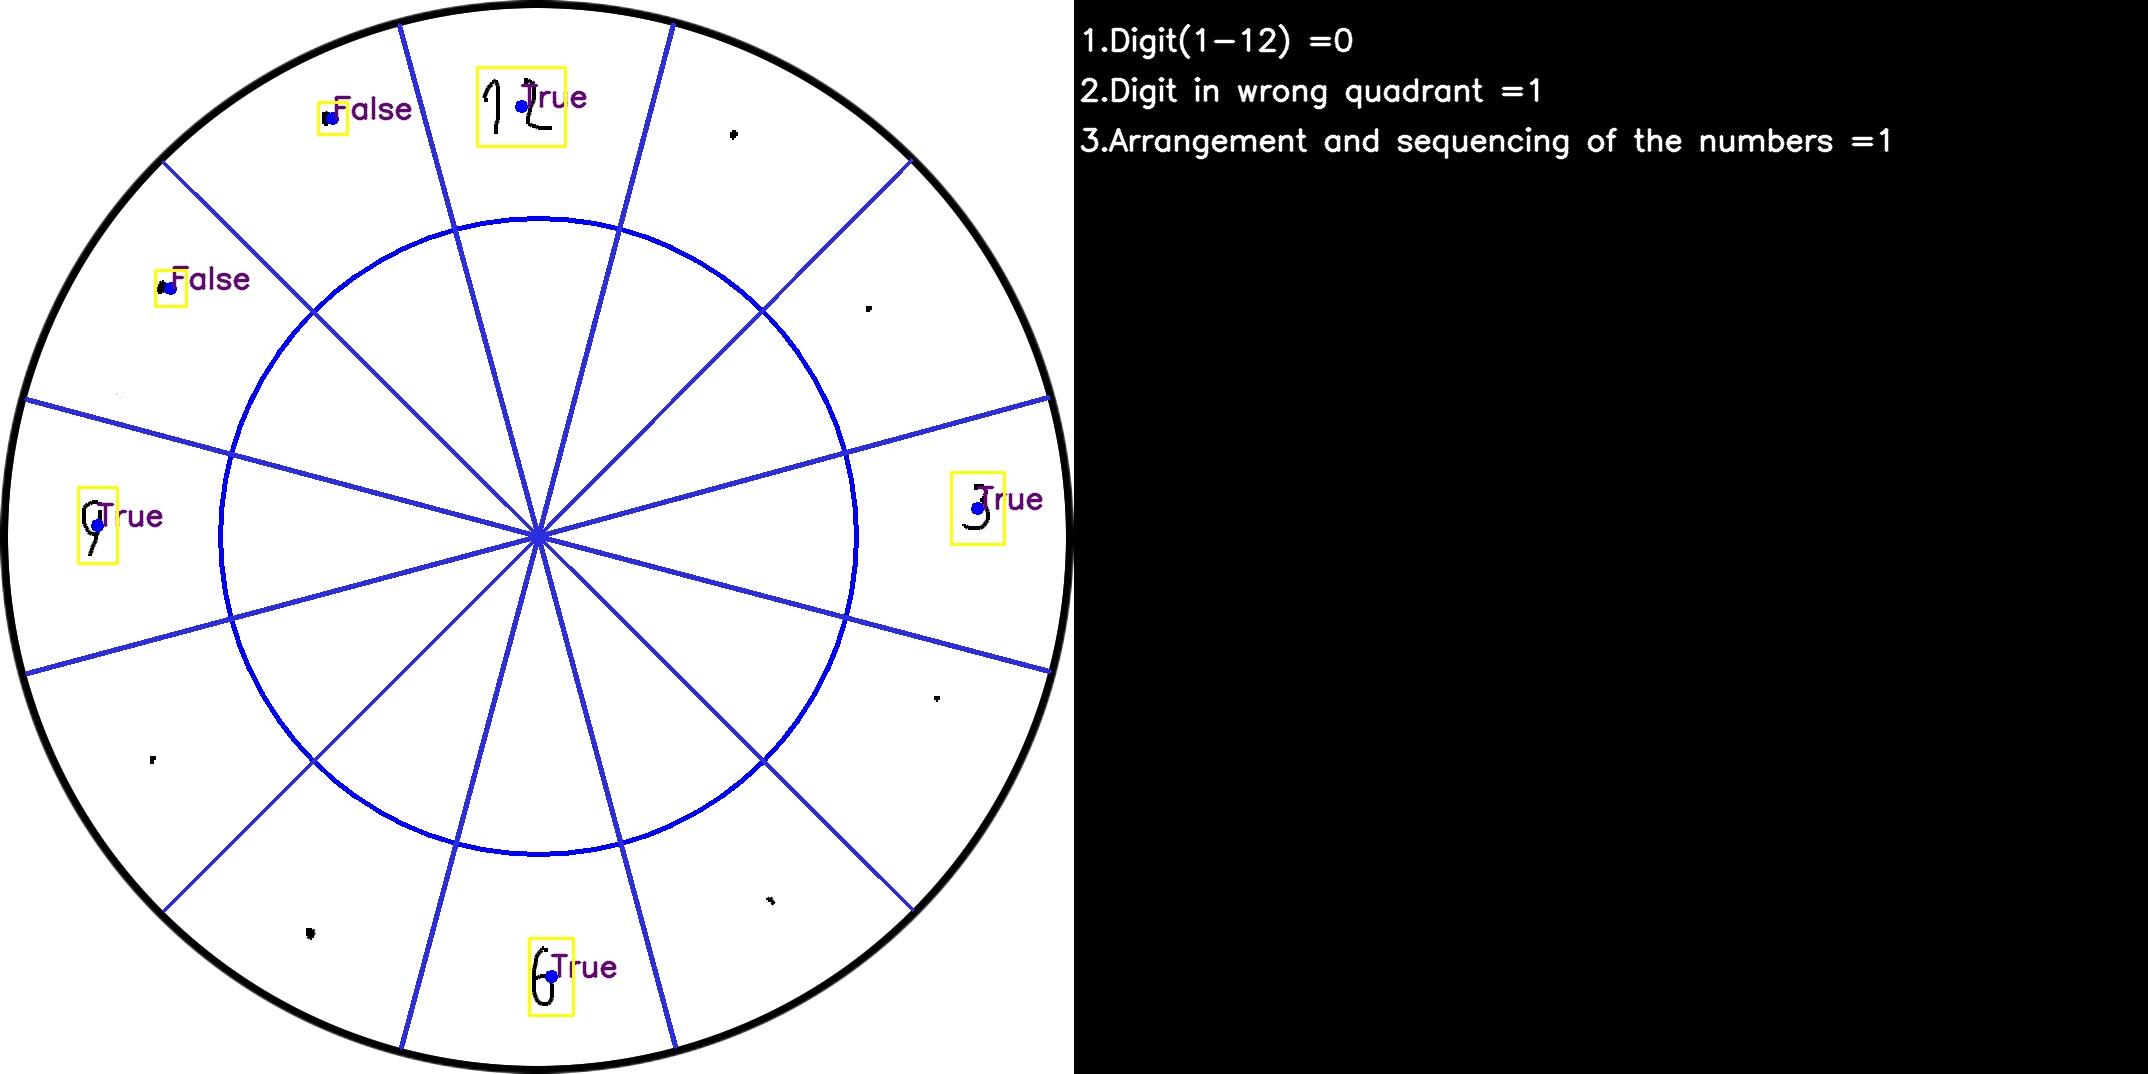 12 True
False
False
9 True
3 True
6 True
1.Digit(1-12) =0
2.Digit in wrong quadrant =1
3.Arrangement and sequencing of the numbers =1